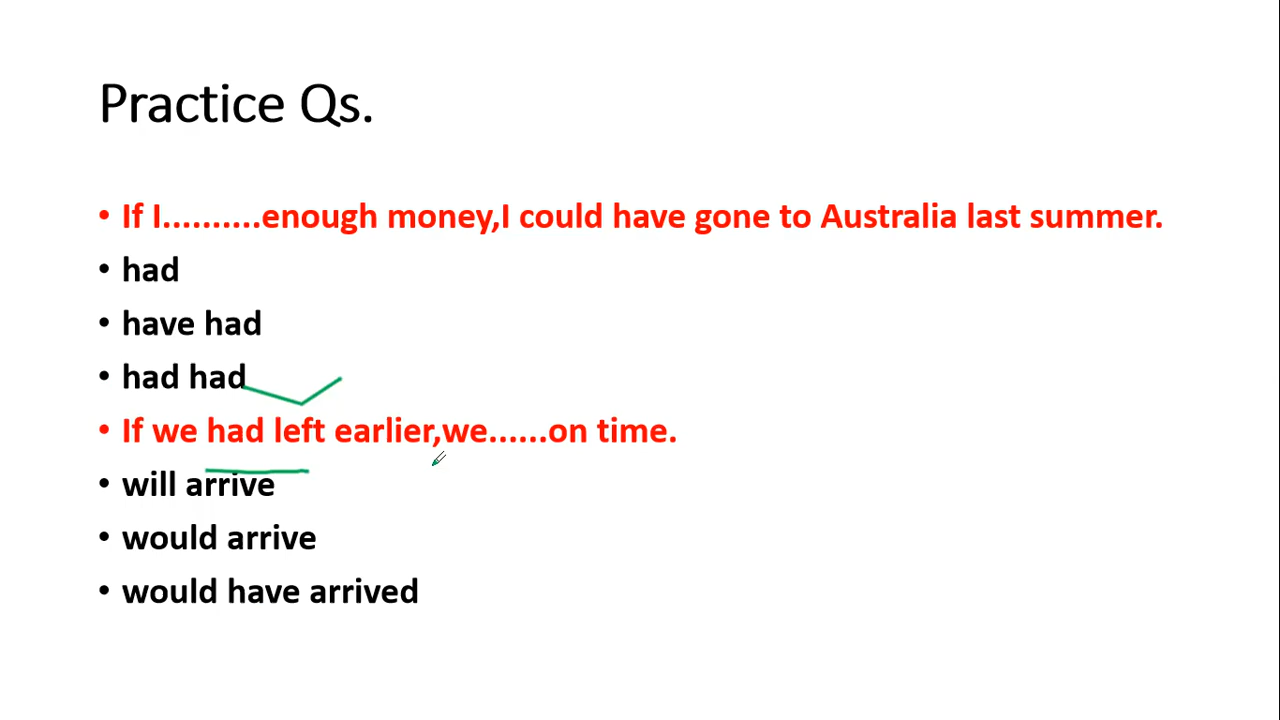 Practice Qs.
• If I..........enough money,I could have gone to Australia last summer.
• had
• have had
• had had
• If we had left earlier,we......on time.
• will arrive
• would arrive
• would have arrived